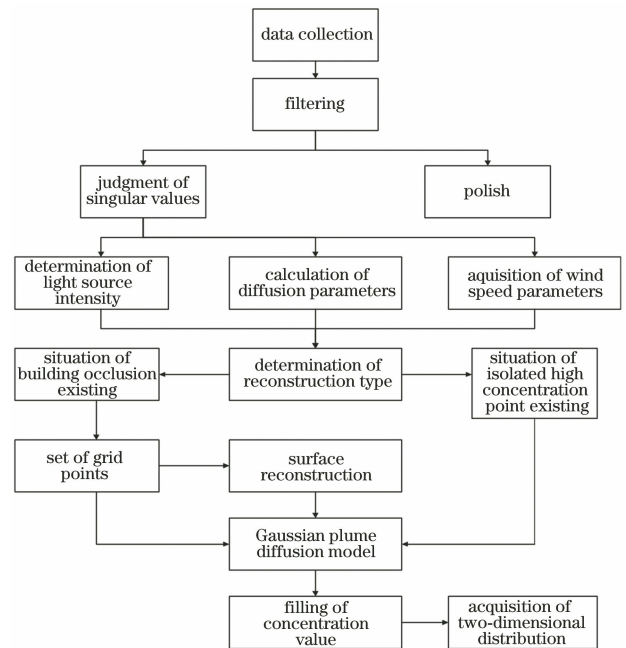 data collection
filtering
judgment of
singular values
polish
determination of
light source
intensity
calculation of
diffusion parameters
aquisition of wind
speed parameters
situation of
building occlusion
existing
determination of
reconstruction type
situation of
isolated high
concentration
point existing
set of grid
points
surface
reconstruction
Gaussian plume
diffusion model
filling of
concentration
value
acquisition of
two-dimensional
distribution